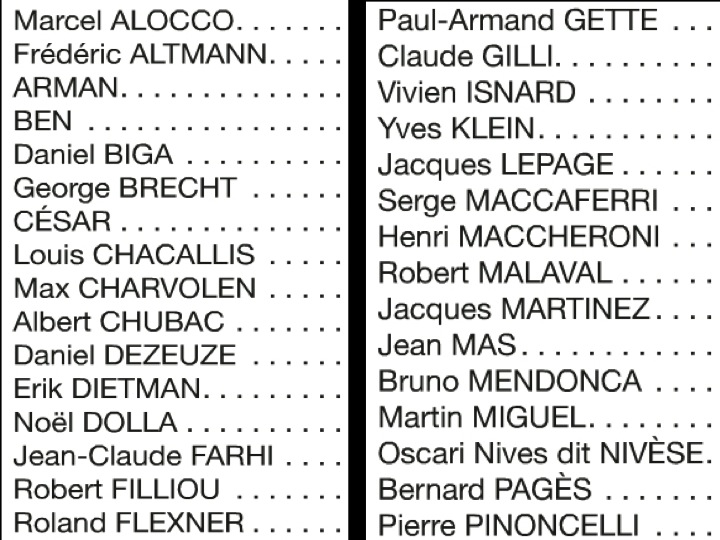 Marcel ALOCCO. . . . . . .
Frédéric ALTMANN. . . . .
ARMAN. . . . . . . . . . . . . .
BEN . . . . . . . . . . . . . . . .
Daniel BIGA . . . . . . . . . .
George BRECHT . . . . . .
CÉSAR . . . . . . . . . . . . . .
Louis CHACALLIS . . . . .
Max CHARVOLEN . . . . .
Albert CHUBAC . . . . . . .
Daniel DEZEUZE . . . . . .
Erik DIETMAN. . . . . . . . .
Noël DOLLA . . . . . . . . . .
Jean-Claude FARHI . . . .
Robert FILLIOU . . . . . . .
Roland FLEXNER . . . . . .
Paul-Armand GETTE . . .
Claude GILLI. . . . . . . . . .
Vivien ISNARD . . . . . . . .
Yves KLEIN. . . . . . . . . . .
Jacques LEPAGE . . . . . .
Serge MACCAFERRI . . .
Henri MACCHERONI . . .
Robert MALAVAL . . . . . .
Jacques MARTINEZ . . . .
Jean MAS . . . . . . . . . . . .
Bruno MENDONCA . . . .
Martin MIGUEL. . . . . . . .
Oscari Nives dit NIVÈSE.
Bernard PAGÈS . . . . . . .
Pierre PINONCELLI . . . .